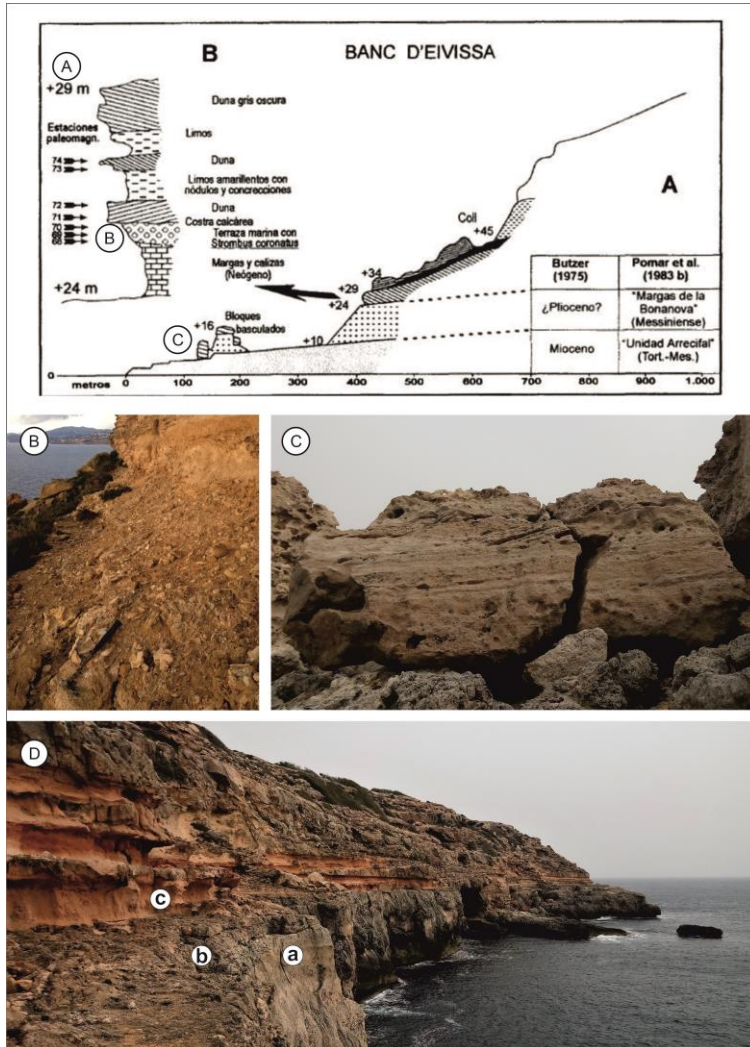 A
B
BANC D'EIVISSA
+29 m
Duna gris oscura
Estaciones
paleomagn.
Limos
74
73
Duna
Limos amarillentos con
nódulos y concrecciones
72
Duna
71
Costra calcárea
70
B
Terraza marina con
Strombus coronatus
68
Margas y calizas
(Neógeno)
+24 m
A
Coll
+45
+34
+29
+24
Bloques
basculados
C
+16
+10
Butzer
(1975)
Pomar et al.
(1983 b)
¿Plioceno?
"Margas de la
Bonanova"
(Messiniense)
Mioceno
"Unidad Arrecifal"
(Tort.-Mes.)
0
metros
0
100
200
300
400
500
600
700
800
900
1.000
B
C
D
c
b
a